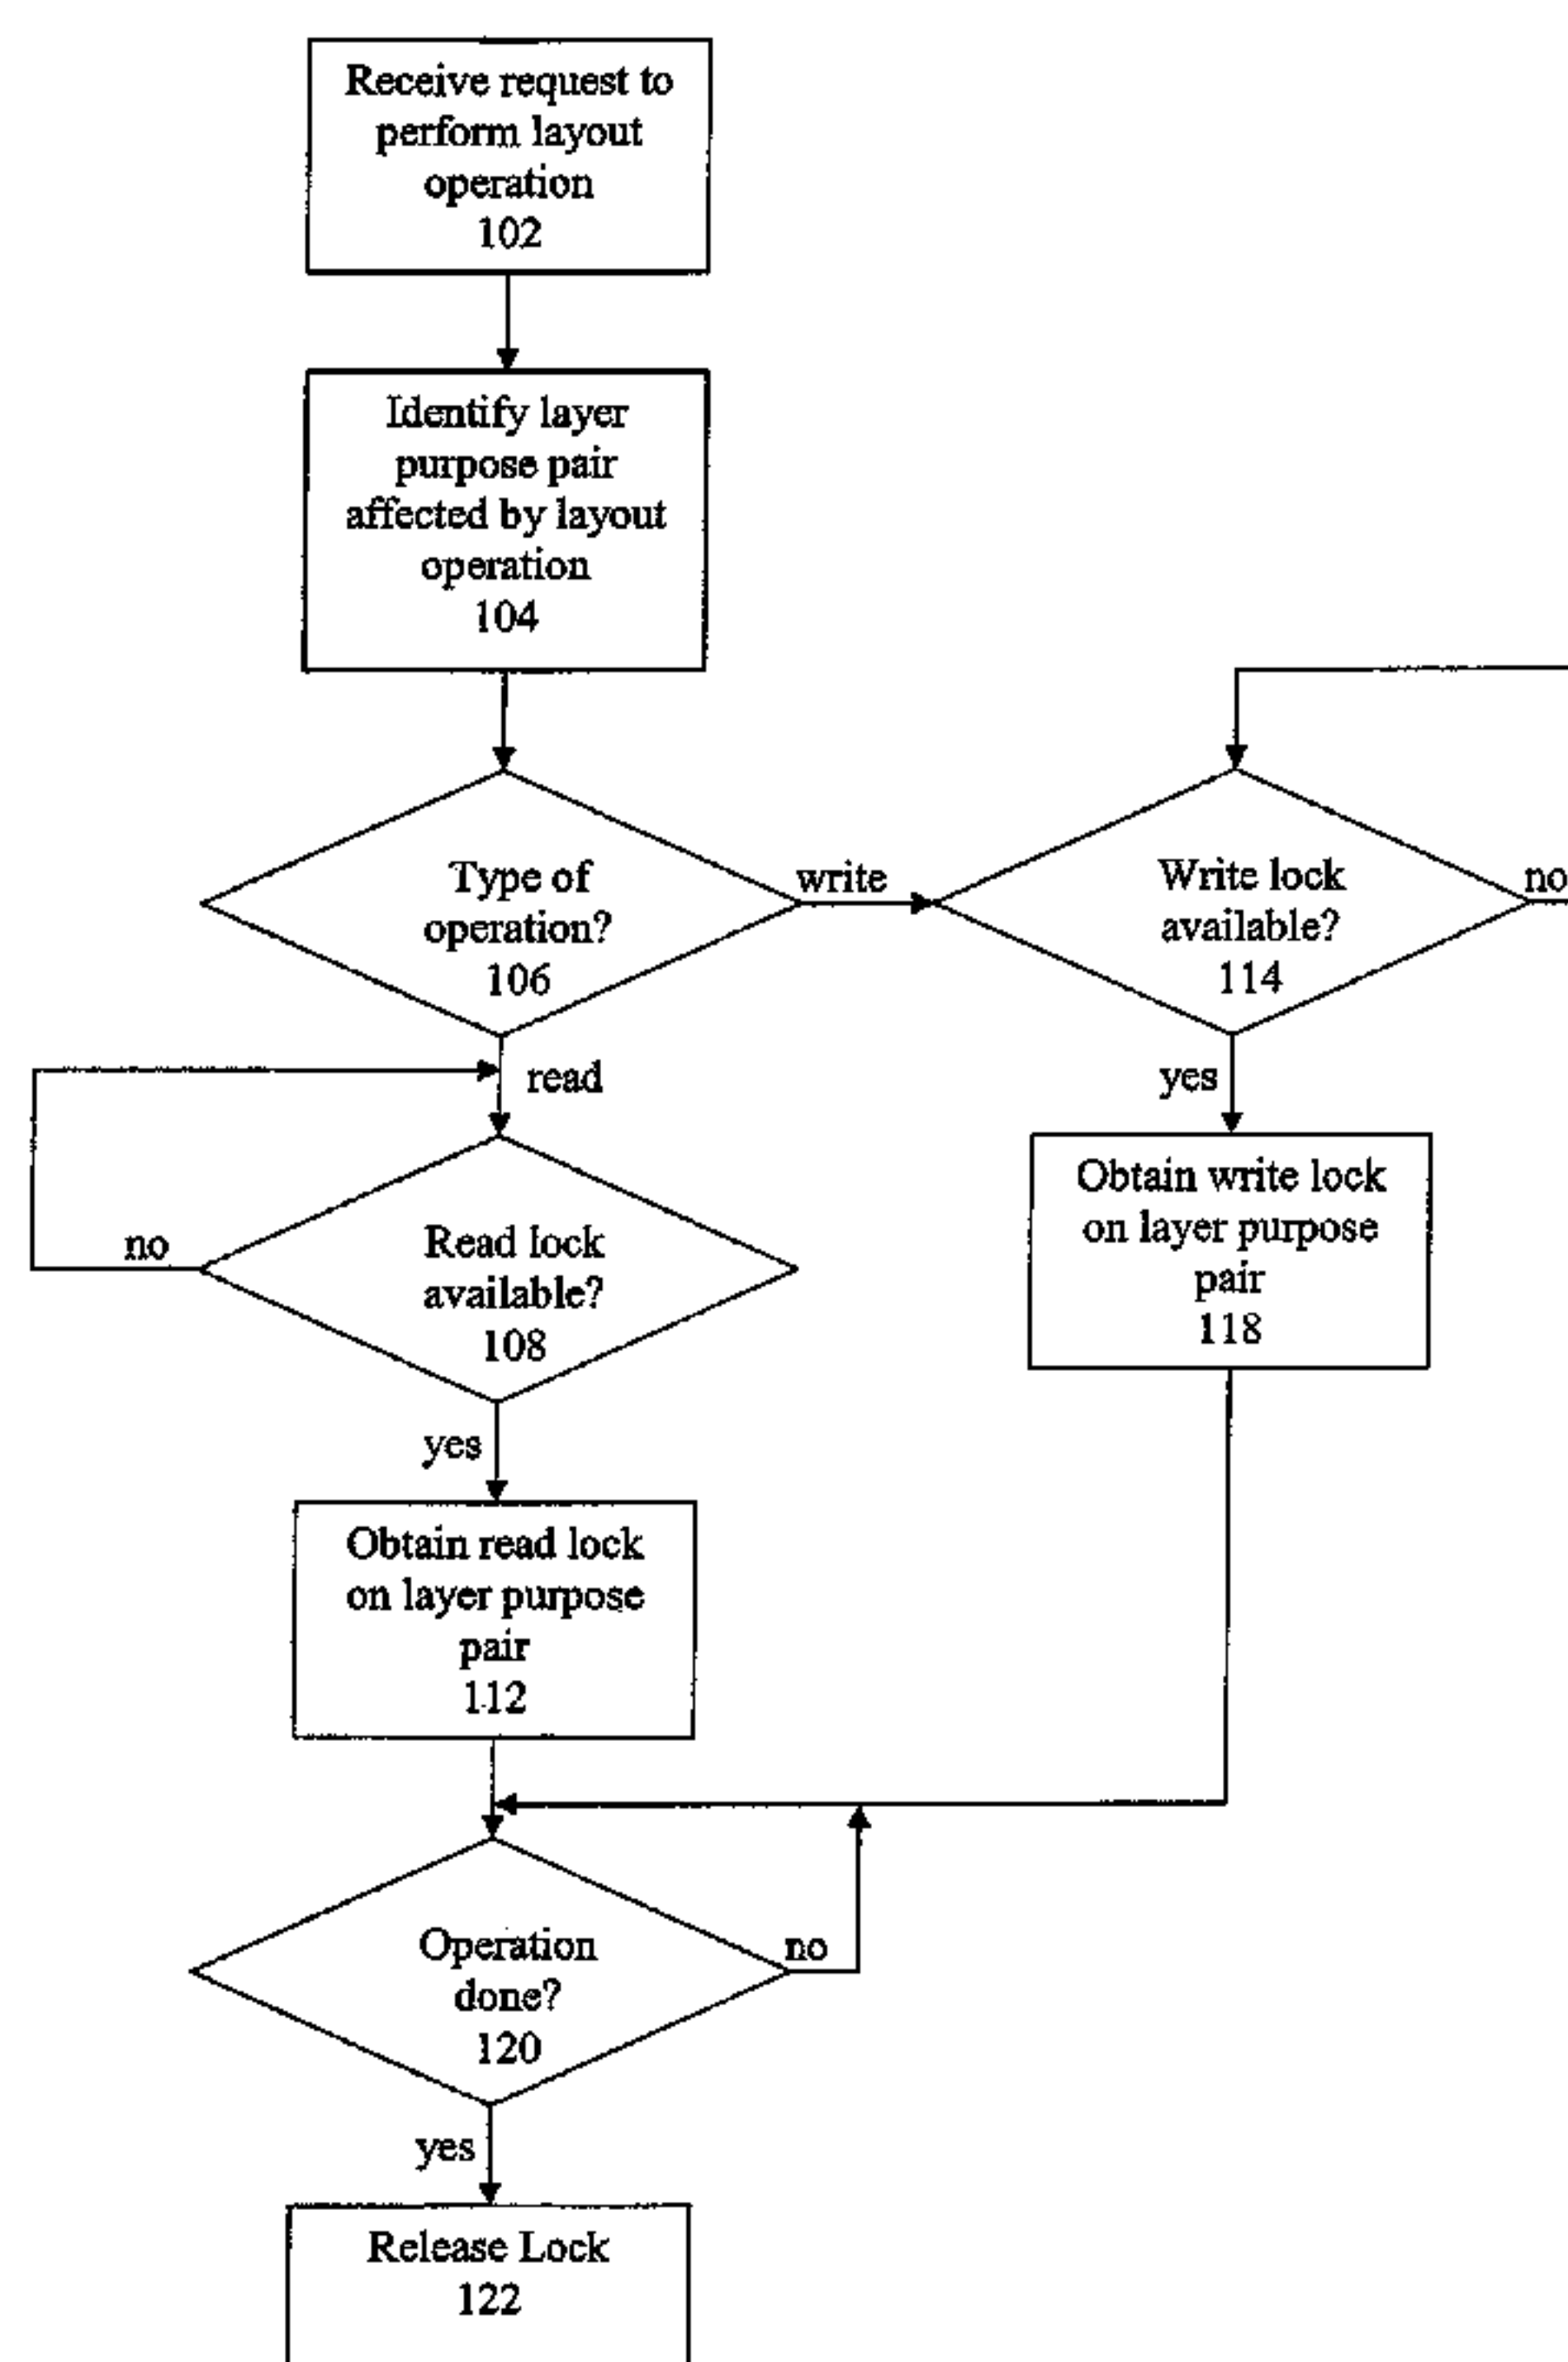 Receive request to
perform layout
operation
102
Identify layer
purpose pair
affected by layout
operation
104
Type of
operation?
106
write
Write lock
available?
114
no
read
yes
Obtain write lock
on layer purpose
pair
118
no
Read lock
available?
108
yes
Obtain read lock
on layer purpose
pair
112
Operation
done?
120
no
yes
Release Lock
122